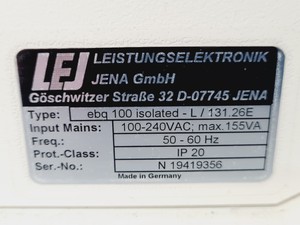 LEJ LEISTUNGSELEKTRONIK
JENA GmbH
Göschwitzer Straße 32 D-07745 JENA
Type: ebq 100 isolated - L / 131.26E
Input Mains: 100-240VAC; max.155VA
Freq.: 50 - 60 Hz
Prot.-Class: IP 20
Ser.-No.: N 19419356
Made in Germany